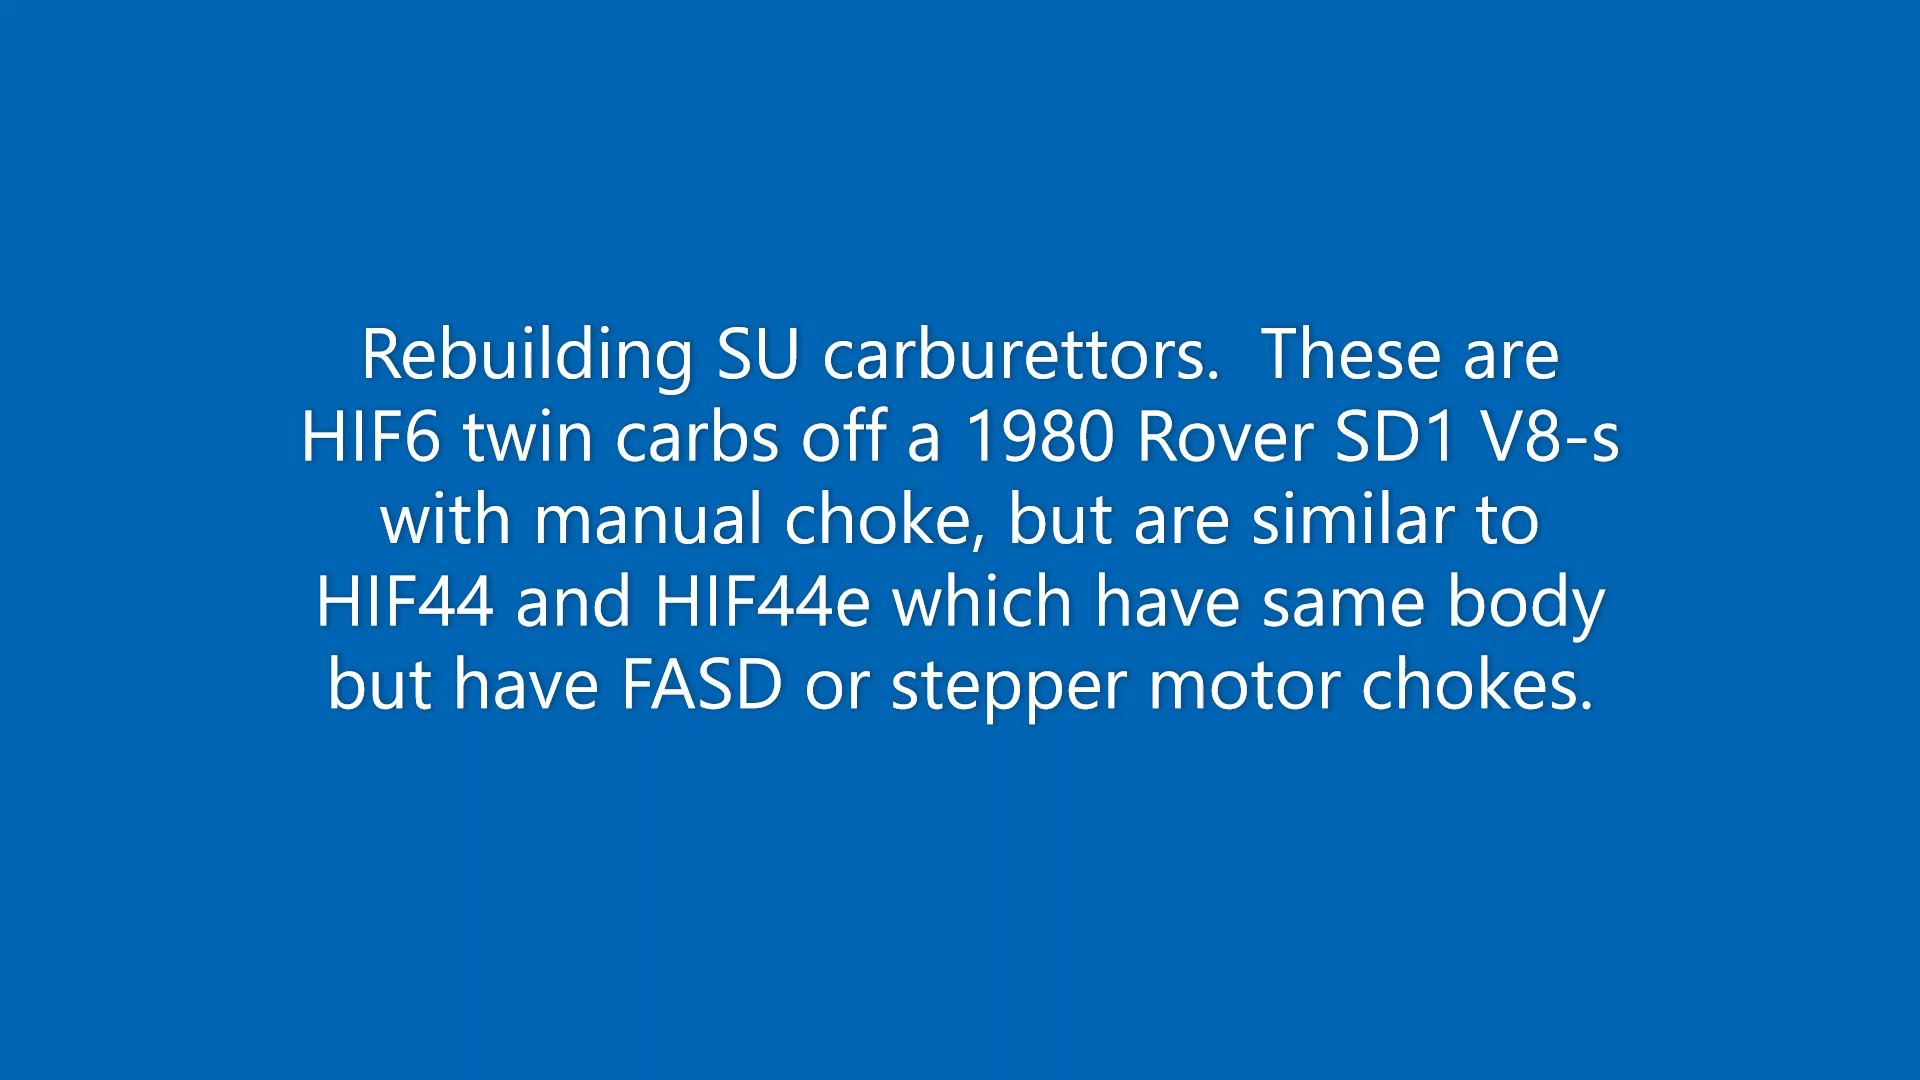 Rebuilding SU carburettors.  These are
HIF6 twin carbs off a 1980 Rover SD1 V8-s
with manual choke, but are similar to
HIF44 and HIF44e which have same body
but have FASD or stepper motor chokes.